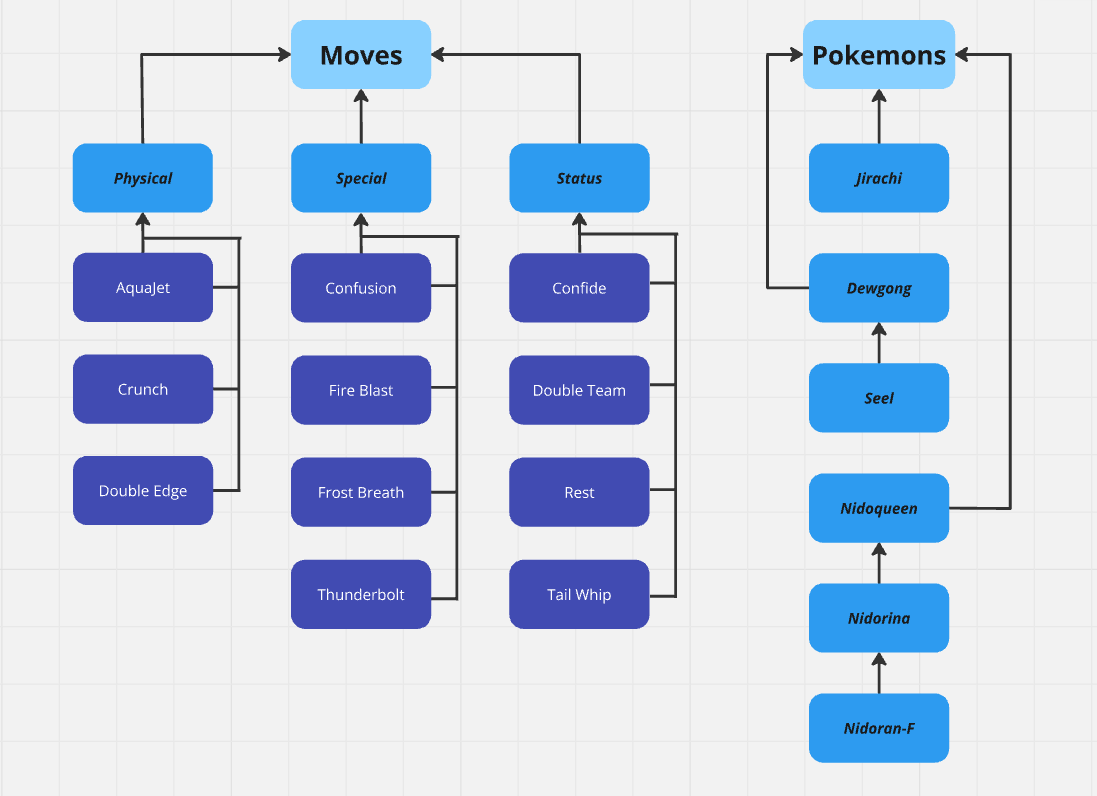 Moves
Pokemons
Physical
Special
Status
Jirachi
AquaJet
Confusion
Confide
Dewgong
Crunch
Fire Blast
Double Team
Seel
Double Edge
Frost Breath
Rest
Nidoqueen
Thunderbolt
Tail Whip
Nidorina
Nidoran-F